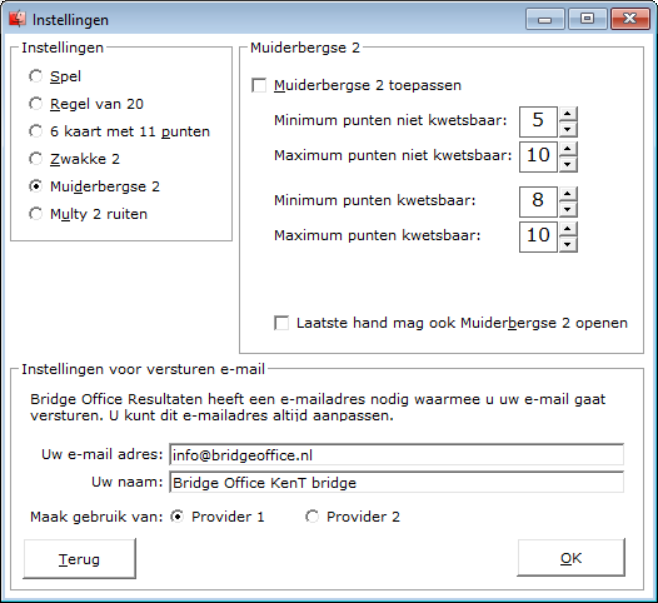 Instellingen
Instellingen
Spel
Regel van 20
6 kaart met 11 punten
Zwakke 2
Muiderbergse 2
Multy 2 ruiten
Muiderbergse 2
Muiderbergse 2 toepassen
Minimum punten niet kwetsbaar: 5
Maximum punten niet kwetsbaar: 10
Minimum punten kwetsbaar: 8
Maximum punten kwetsbaar: 10
Laatste hand mag ook Muiderbergse 2 openen
Instellingen voor versturen e-mail
Bridge Office Resultaten heeft een e-mailadres nodig waarmee u uw e-mail gaat
versturen. U kunt dit e-mailadres altijd aanpassen.
Uw e-mail adres: info@bridgeoffice.nl
Uw naam: Bridge Office KenT bridge
Maak gebruik van: Provider 1 Provider 2
Terug OK